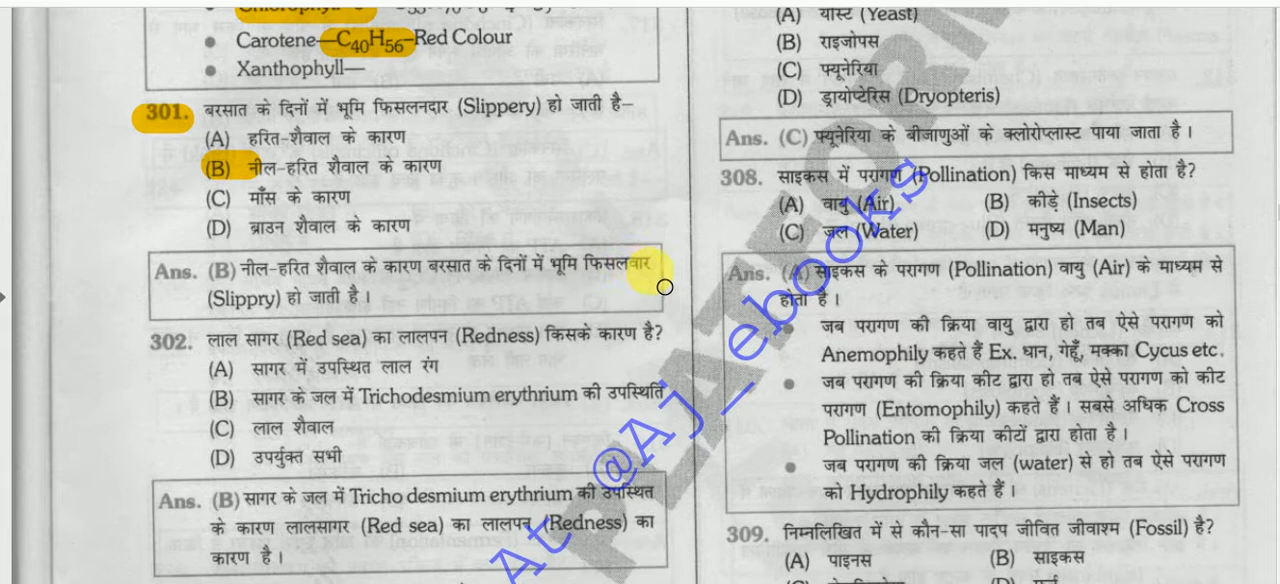 Carotene—C40H56–Red Colour
Xanthophyll—
301. बरसात के दिनों में भूमि फिसलनदार (Slippery) हो जाती है–
(A) हरित-शैवाल के कारण
(B) नील-हरित शैवाल के कारण
(C) माँस के कारण
(D) ब्राउन शैवाल के कारण
Ans. (B) नील-हरित शैवाल के कारण बरसात के दिनों में भूमि फिसलवार
(Slippry) हो जाती है।
302. लाल सागर (Red sea) का लालपन (Redness) किसके कारण है?
(A) सागर में उपस्थित लाल रंग
(B) सागर के जल में Trichodesmium erythrium की उपस्थिति
(C) लाल शैवाल
(D) उपर्युक्त सभी
Ans. (B) सागर के जल में Tricho desmium erythrium की उपस्थित
के कारण लालसागर (Red sea) का लालपन (Redness) का
कारण है।
(A) यीस्ट (Yeast)
(B) राइजोपस
(C) फ्यूनेरिया
(D) ड्रायोप्टेरिस (Dryopteris)
Ans. (C) फ्यूनेरिया के बीजाणुओं के क्लोरोप्लास्ट पाया जाता है।
308. साइकस में परागण (Pollination) किस माध्यम से होता है?
(A) वायु (Air) (B) कीड़े (Insects)
(C) जल (Water) (D) मनुष्य (Man)
Ans. (A) साइकस के परागण (Pollination) वायु (Air) के माध्यम से
होता है।
जब परागण की क्रिया वायु द्वारा हो तब ऐसे परागण को
Anemophily कहते हैं Ex. धान, गेहूँ, मक्का Cycus etc.
जब परागण की क्रिया कीट द्वारा हो तब ऐसे परागण को कीट
परागण (Entomophily) कहते हैं। सबसे अधिक Cross
Pollination की क्रिया कीटों द्वारा होता है।
जब परागण की क्रिया जल (water) से हो तब ऐसे परागण
को Hydrophily कहते हैं।
309. निम्नलिखित में से कौन-सा पादप जीवित जीवाश्म (Fossil) है?
(A) पाइनस (B) साइकस
PLATFORM
At @Aj_ebooks